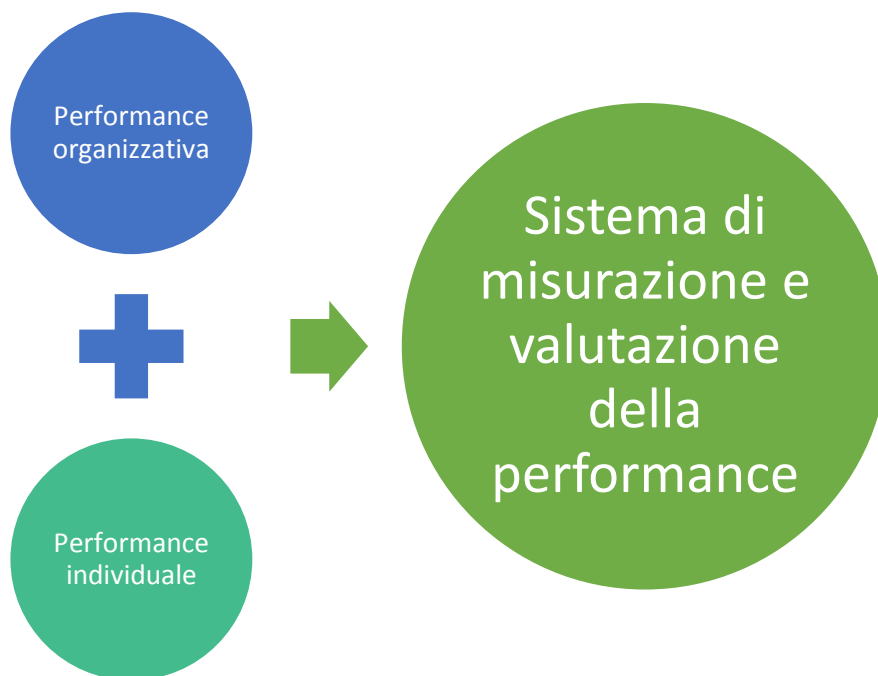 Performance
organizzativa
Performance
individuale
Sistema di
misurazione e
valutazione
della
performance